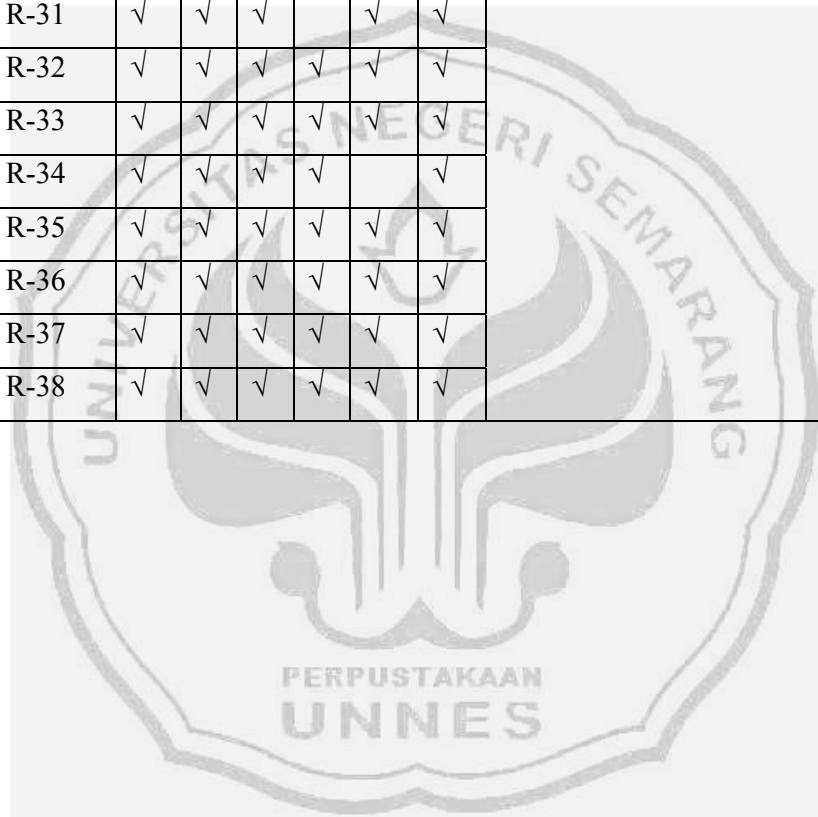 R-31 √ √ √ √ √
R-32 √ √ √ √ √ √
R-33 √ √ √ √ √ √
R-34 √ √ √ √ √
R-35 √ √ √ √ √ √
R-36 √ √ √ √ √ √
R-37 √ √ √ √ √ √
R-38 √ √ √ √ √ √
UNIVERSITAS NEGERI SEMARANG
PERPUSTAKAAN
UNNES